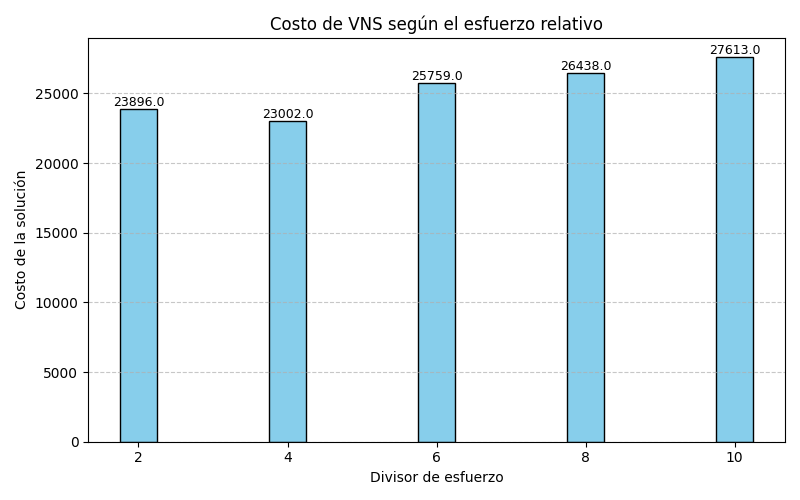 Costo de VNS según el esfuerzo relativo
Costo de la solución
25000
20000
15000
10000
5000
0
23896.0
23002.0
25759.0
26438.0
27613.0
2 4 6 8 10
Divisor de esfuerzo